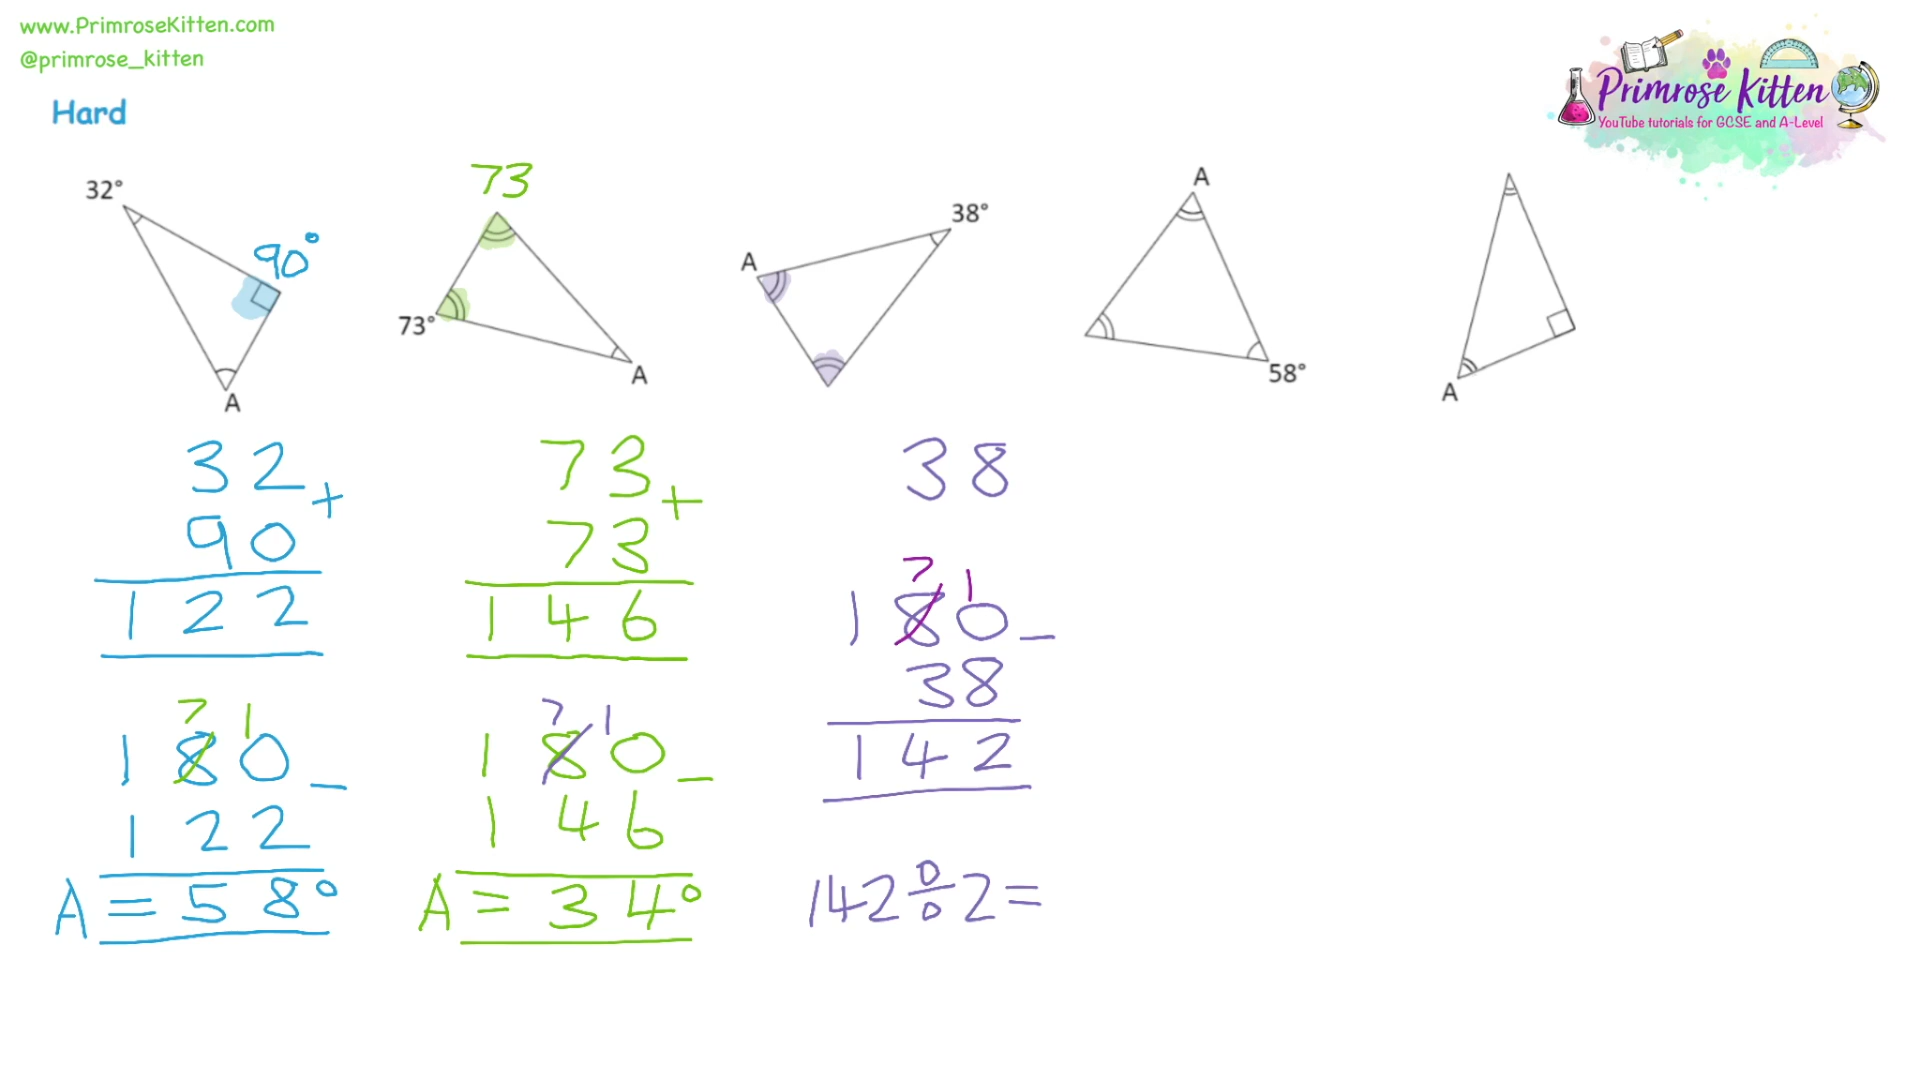 www.PrimroseKitten.com
@primrose_kitten
Primrose Kitten
YouTube tutorials for GCSE and A-Level
Hard
32°
90°
A
73
73°
A
38°
A
A
58°
A
32
+
90
122
7 1
180
_
122
A = 58°
73
+
73
146
7 1
180
_
146
A = 34°
38
7 1
180
_
38
142
142 ÷ 2 =